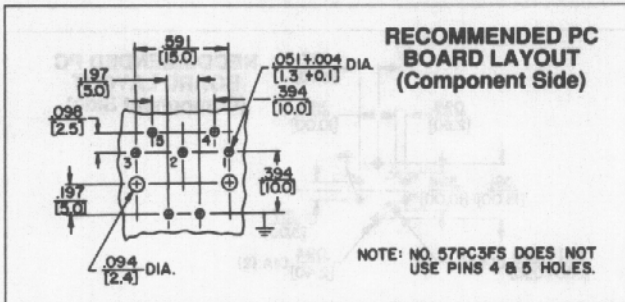 RECOMMENDED PC
BOARD LAYOUT
(Component Side)
.591
[15.0]
.197
[5.0]
.051+.004 DIA.
[1.3+0.1]
.394
[10.0]
.098
[2.5]
5
4
3
2
1
.394
[10.0]
.197
[5.0]
.094 DIA.
[2.4]
NOTE: NO. 57PC3FS DOES NOT
USE PINS 4 & 5 HOLES.